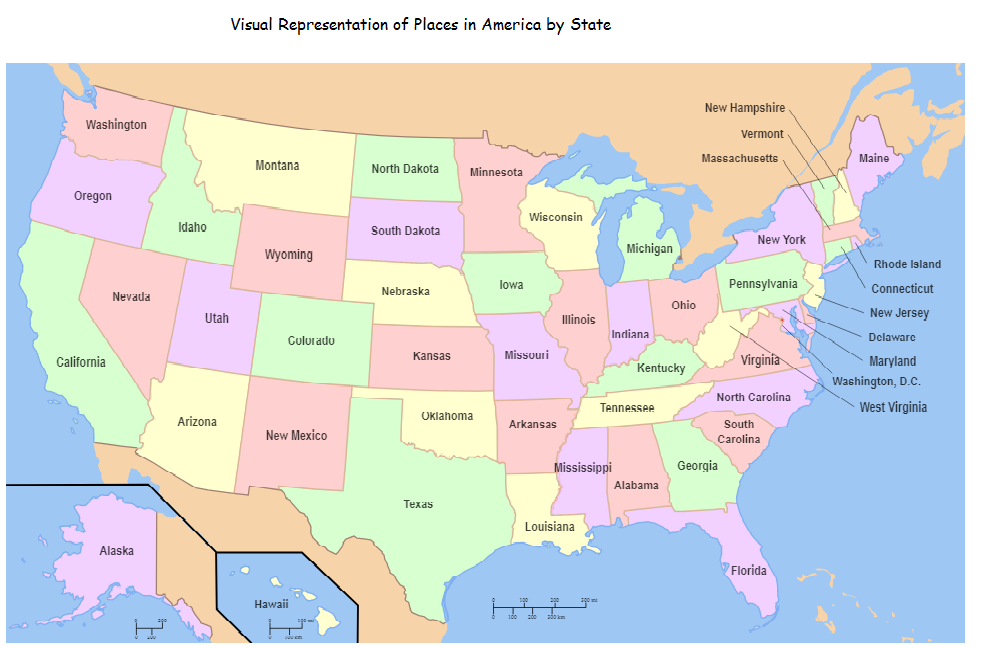 Visual Representation of Places in America by State
New Hampshire
Vermont
Massachusetts
Maine
Washington
Montana
North Dakota
Minnesota
Oregon
Idaho
Wisconsin
South Dakota
Michigan
New York
Wyoming
Rhode Island
Connecticut
Nebraska
Iowa
Pennsylvania
Nevada
New Jersey
Utah
Illinois
Ohio
Indiana
Delaware
Colorado
Kansas
Missouri
California
Kentucky
Virginia
Maryland
Washington, D.C.
North Carolina
West Virginia
Tennessee
Arizona
New Mexico
Oklahoma
Arkansas
South
Carolina
Mississippi
Georgia
Alabama
Texas
Louisiana
Alaska
Florida
Hawaii
0 100 200 300 mi
0 100 200 300 km